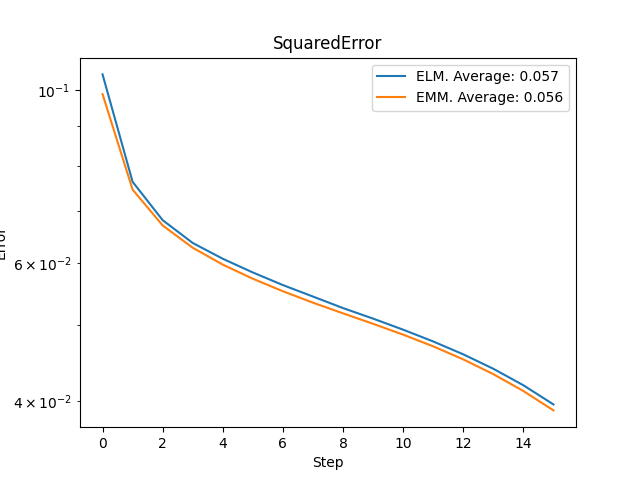 SquaredError
ELM. Average: 0.057
EMM. Average: 0.056
10⁻¹
6 × 10⁻²
4 × 10⁻²
Error
0 2 4 6 8 10 12 14
Step